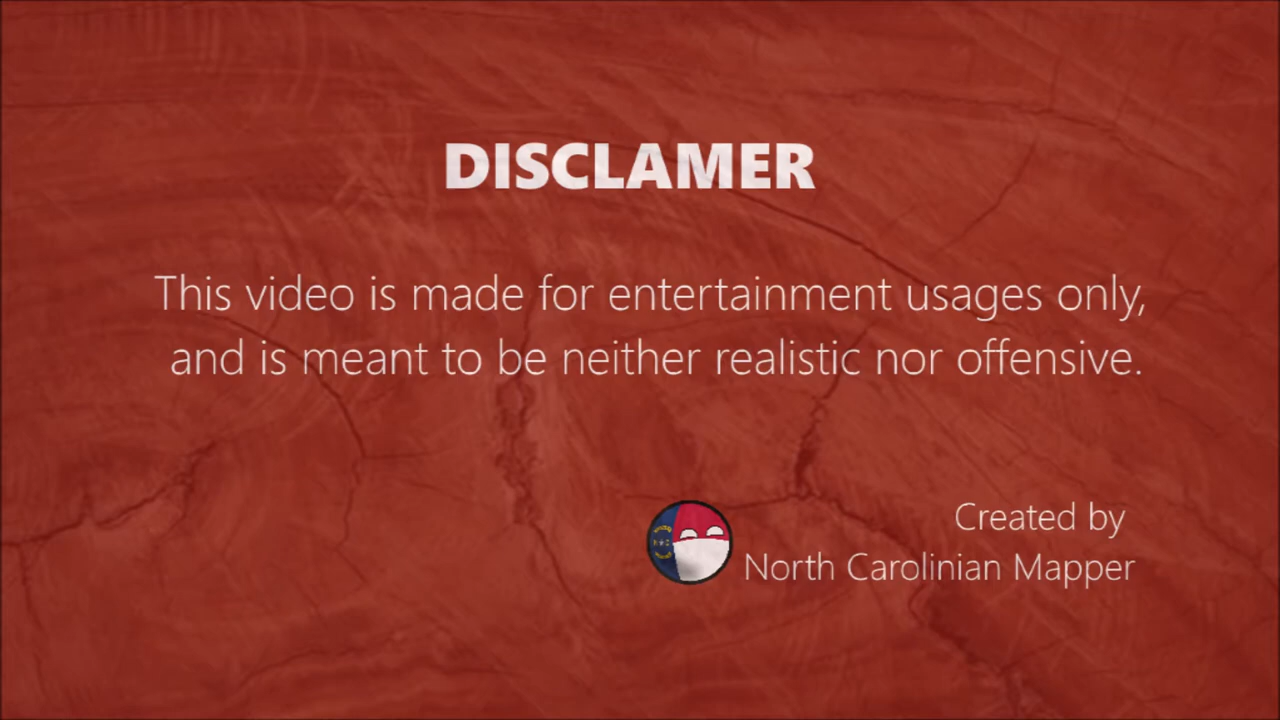 DISCLAMER
This video is made for entertainment usages only,
and is meant to be neither realistic nor offensive.
Created by
North Carolinian Mapper